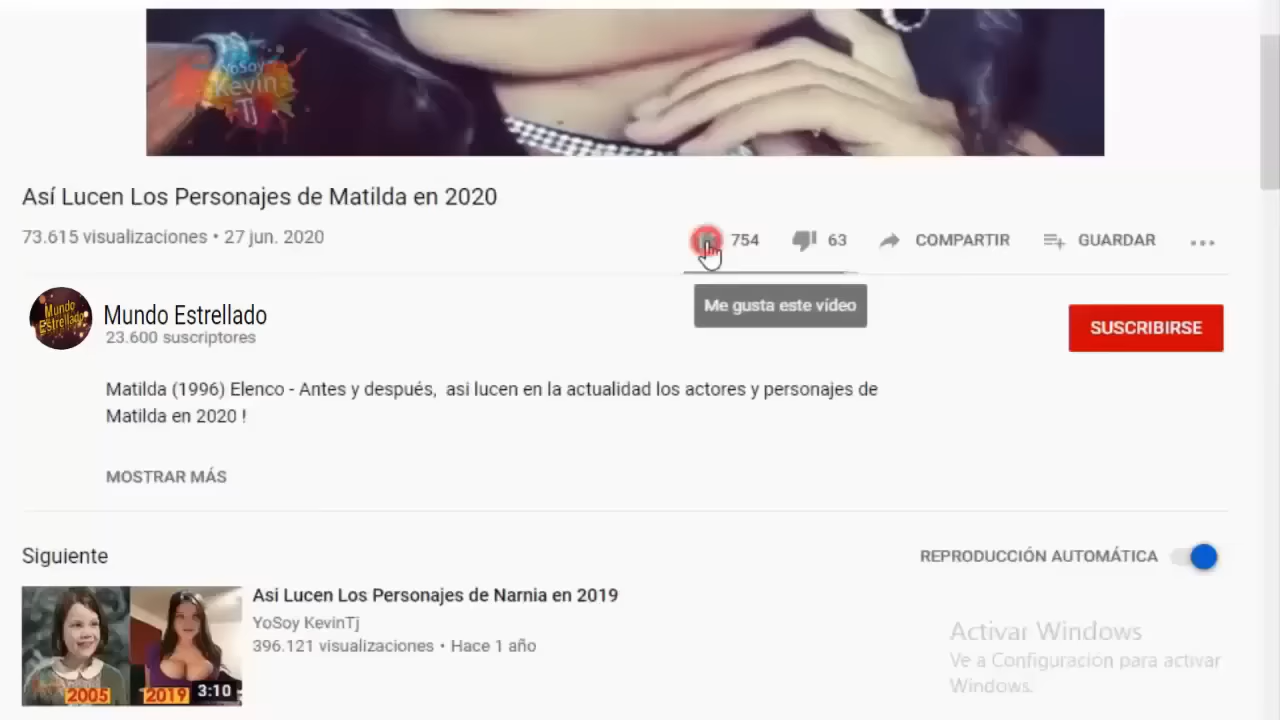 YoSoy
Kevin
Tj
Así Lucen Los Personajes de Matilda en 2020
73.615 visualizaciones • 27 jun. 2020
754
63
COMPARTIR
GUARDAR
Me gusta este vídeo
Mundo
Estrellado
Mundo Estrellado
23.600 suscriptores
SUSCRIBIRSE
Matilda (1996) Elenco - Antes y después, asi lucen en la actualidad los actores y personajes de
Matilda en 2020 !
MOSTRAR MÁS
Siguiente
REPRODUCCIÓN AUTOMÁTICA
2005
2019
3:10
Asi Lucen Los Personajes de Narnia en 2019
YoSoy KevinTj
396.121 visualizaciones • Hace 1 año
Activar Windows
Ve a Configuración para activar
Windows.